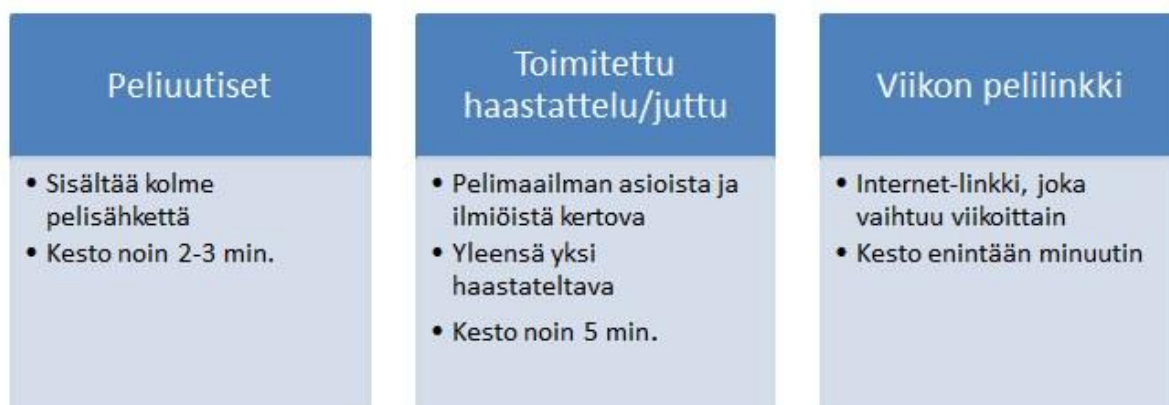 Peliuutiset
• Sisältää kolme
pelisähkettä
• Kesto noin 2-3 min.
Toimitettu
haastattelu/juttu
• Pelimaailman asioista ja
ilmiöistä kertova
• Yleensä yksi
haastateltava
• Kesto noin 5 min.
Viikon pelilinkki
• Internet-linkki, joka
vaihtuu viikoittain
• Kesto enintään minuutin